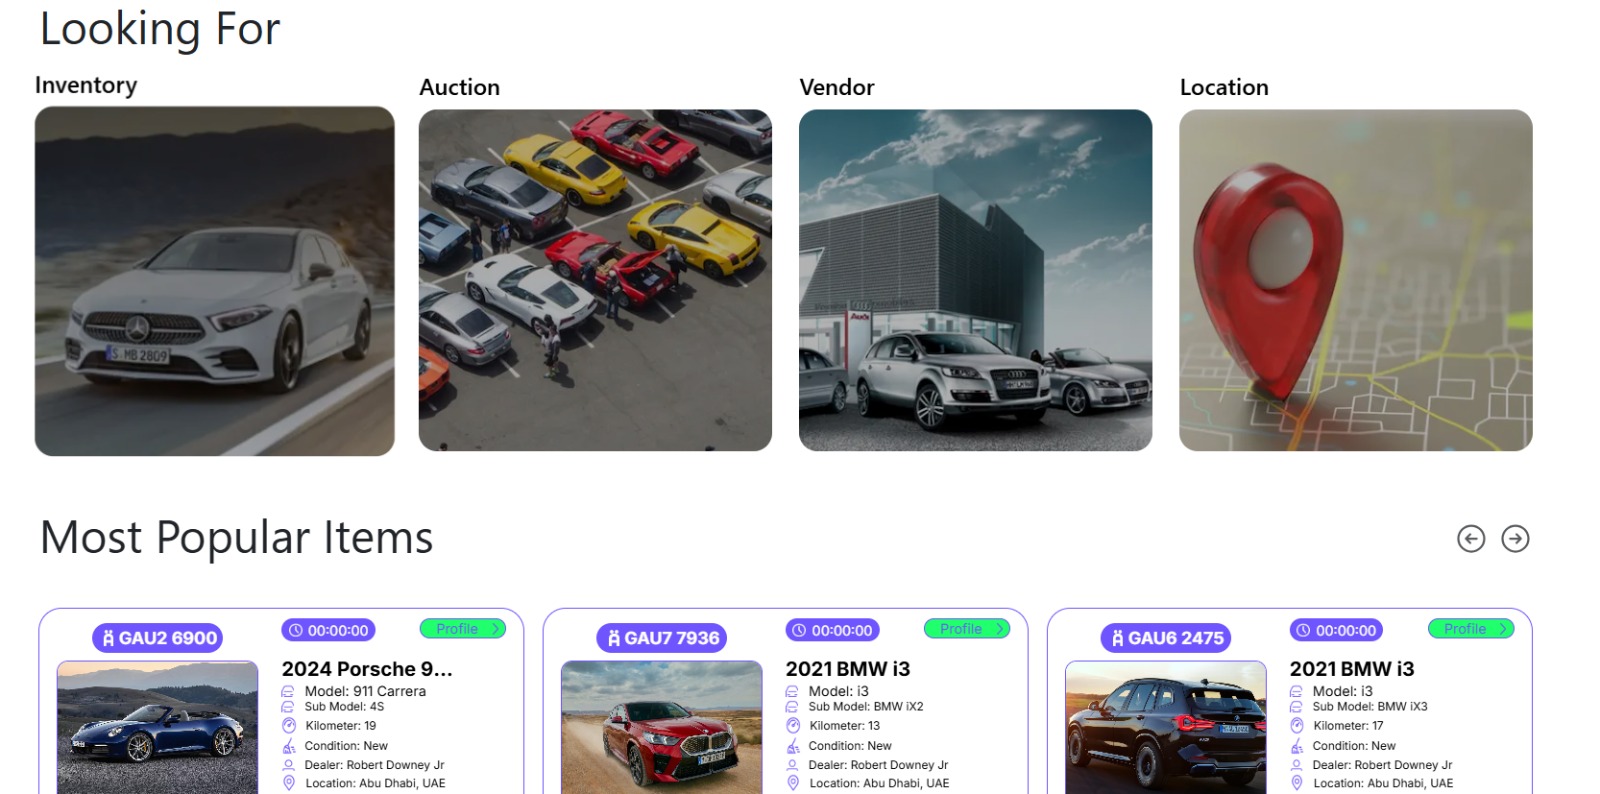 Looking For
Inventory
Auction
Vendor
Location
S MB 2809
Audi
Most Popular Items
GAU2 6900
00:00:00
Profile
2024 Porsche 9...
Model: 911 Carrera
Sub Model: 4S
Kilometer: 19
Condition: New
Dealer: Robert Downey Jr
Location: Abu Dhabi, UAE
GAU7 7936
00:00:00
Profile
2021 BMW i3
Model: i3
Sub Model: BMW iX2
Kilometer: 13
Condition: New
Dealer: Robert Downey Jr
Location: Abu Dhabi, UAE
GAU6 2475
00:00:00
Profile
2021 BMW i3
Model: i3
Sub Model: BMW iX3
Kilometer: 17
Condition: New
Dealer: Robert Downey Jr
Location: Abu Dhabi, UAE